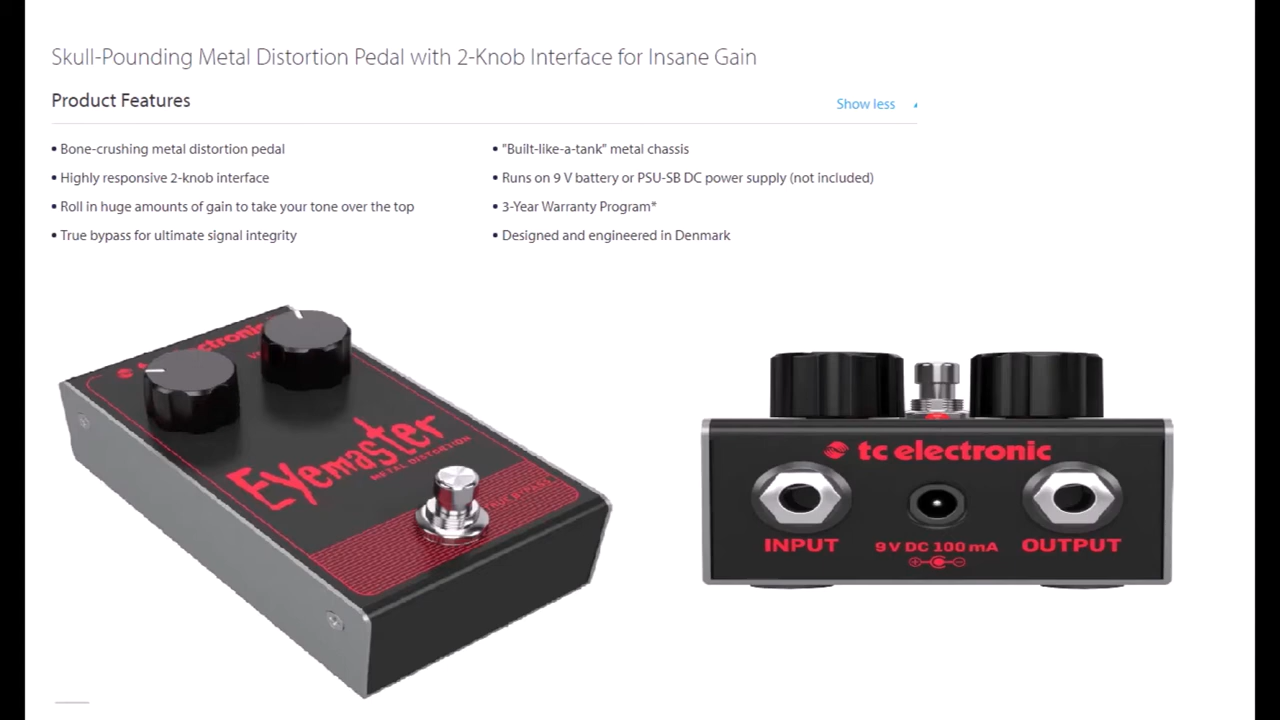 Skull-Pounding Metal Distortion Pedal with 2-Knob Interface for Insane Gain
Product Features
Show less
• Bone-crushing metal distortion pedal
• Highly responsive 2-knob interface
• Roll in huge amounts of gain to take your tone over the top
• True bypass for ultimate signal integrity
• "Built-like-a-tank" metal chassis
• Runs on 9 V battery or PSU-SB DC power supply (not included)
• 3-Year Warranty Program*
• Designed and engineered in Denmark
Eyemaster
METAL DISTORTION
tc electronic
INPUT
9 V DC 100 mA
OUTPUT